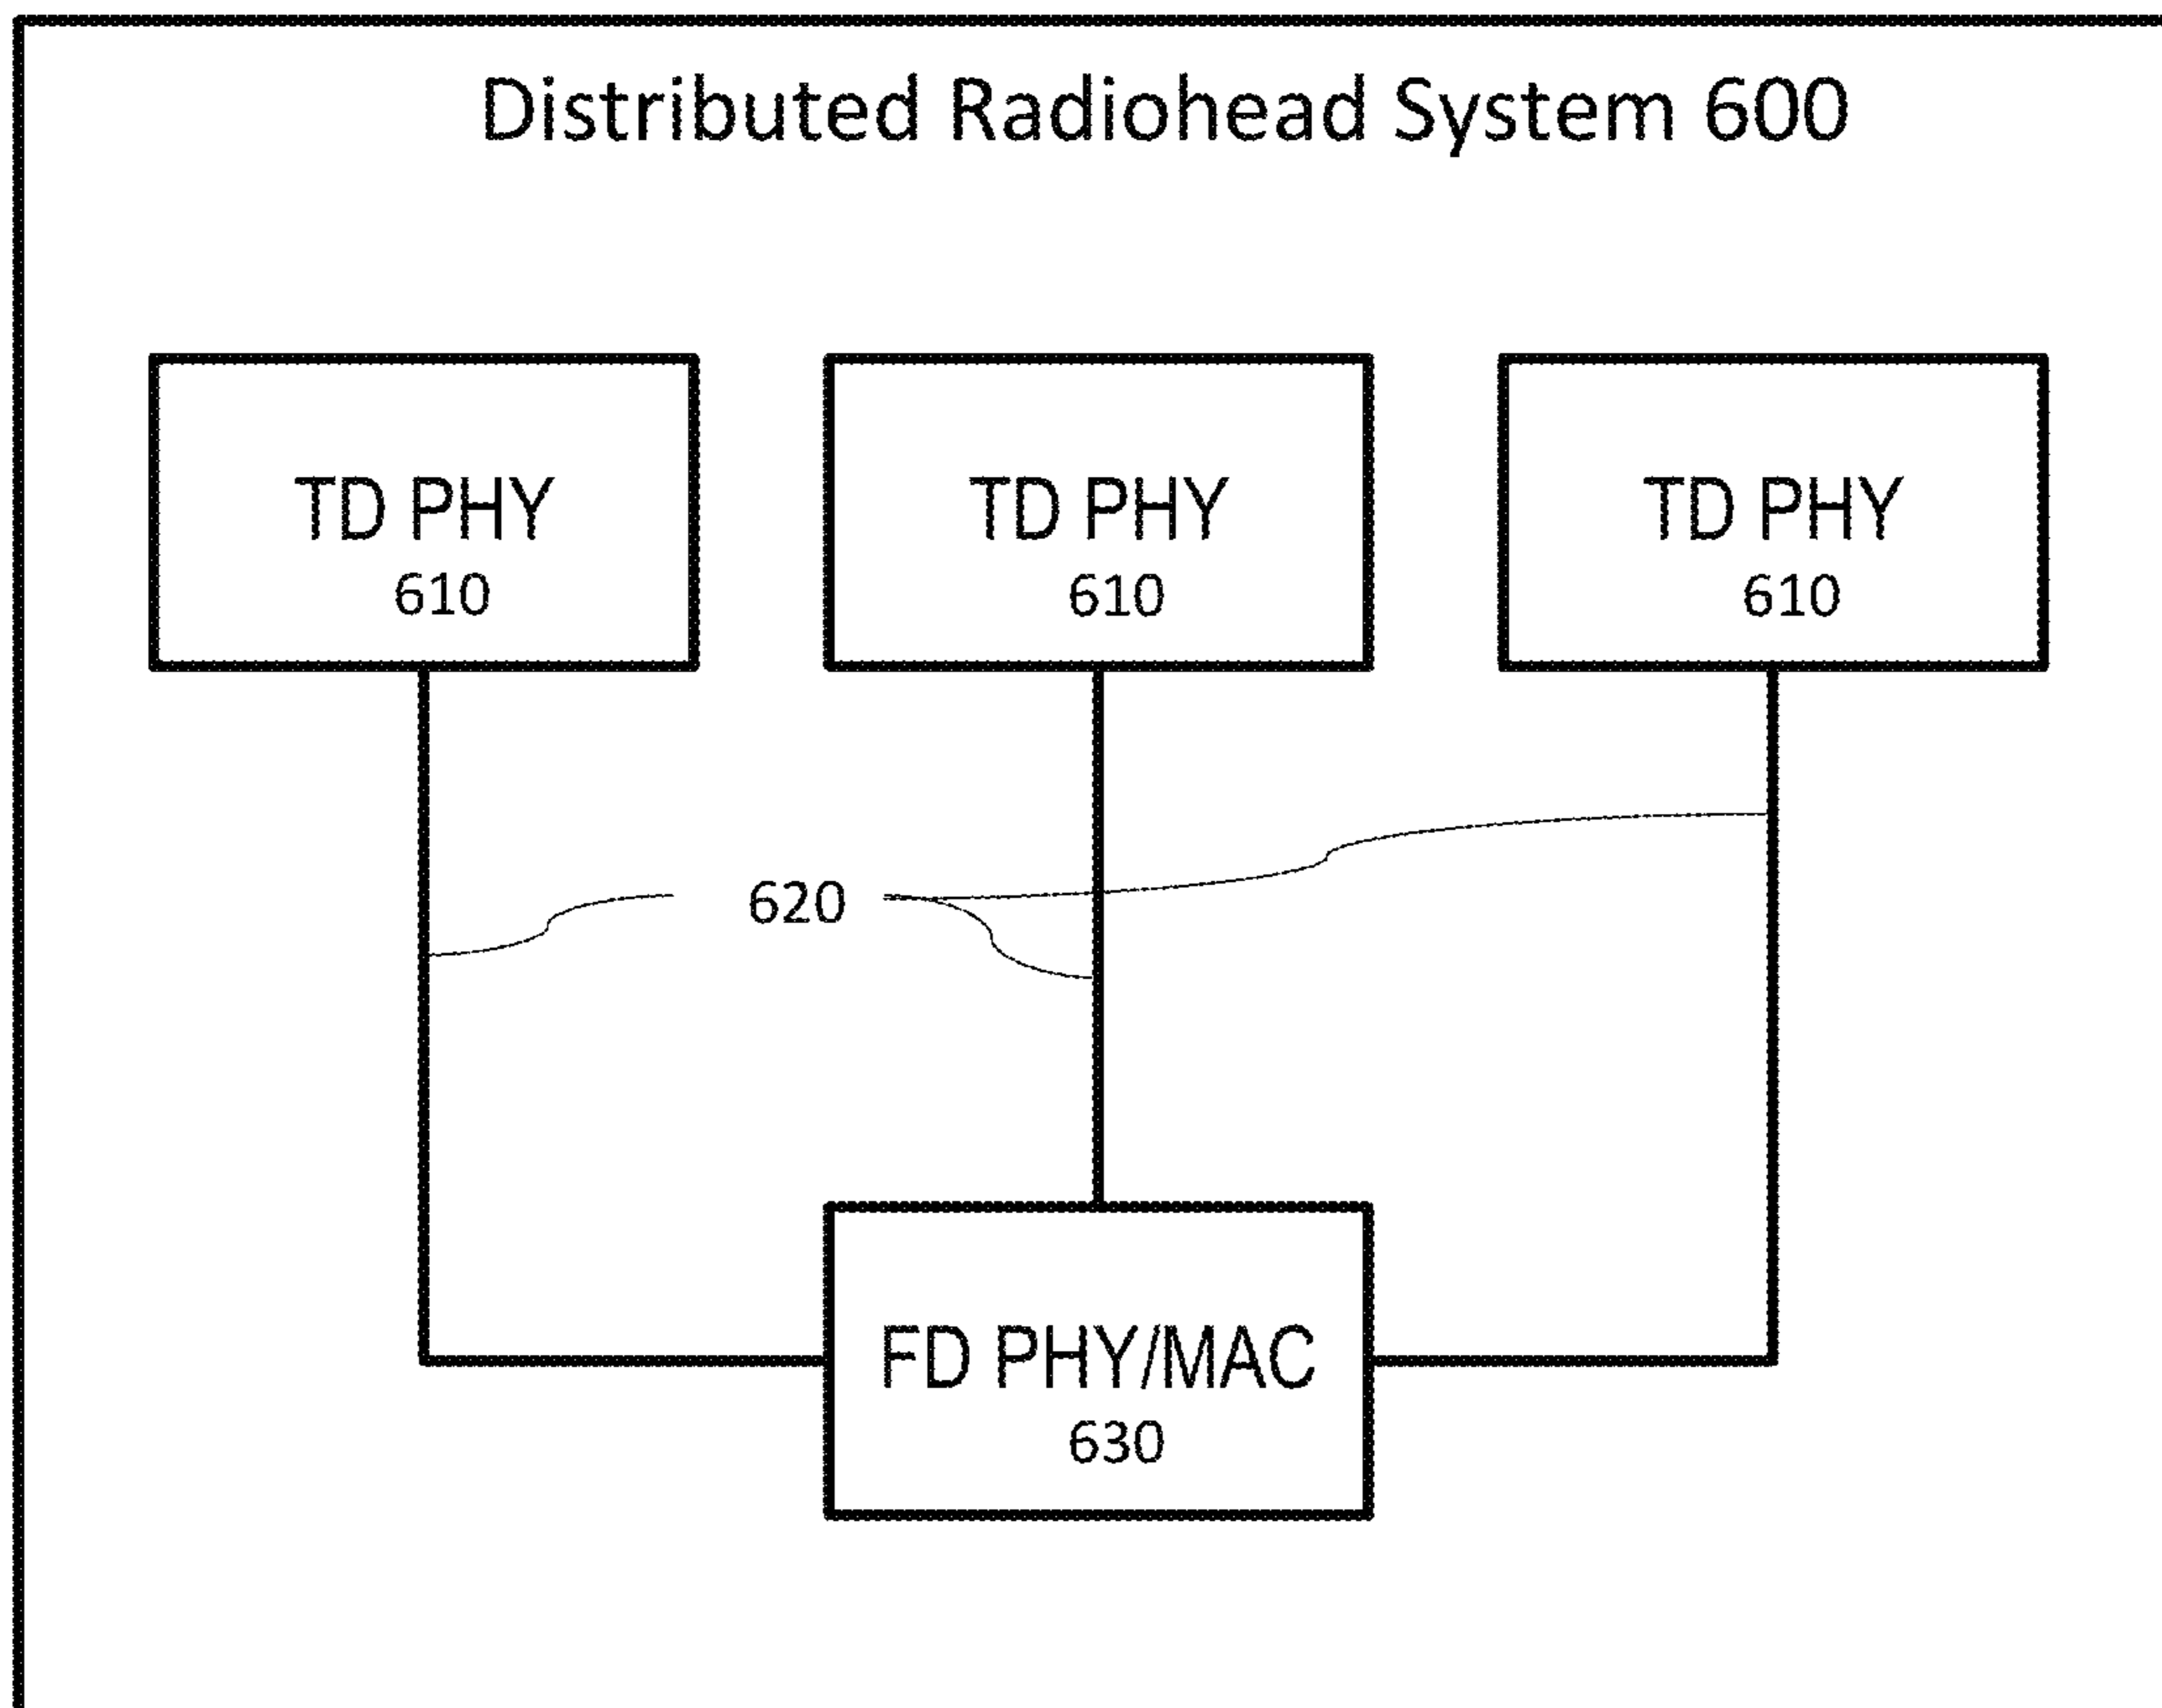 Distributed Radiohead System 600
TD PHY
610
TD PHY
610
TD PHY
610
620
FD PHY/MAC
630